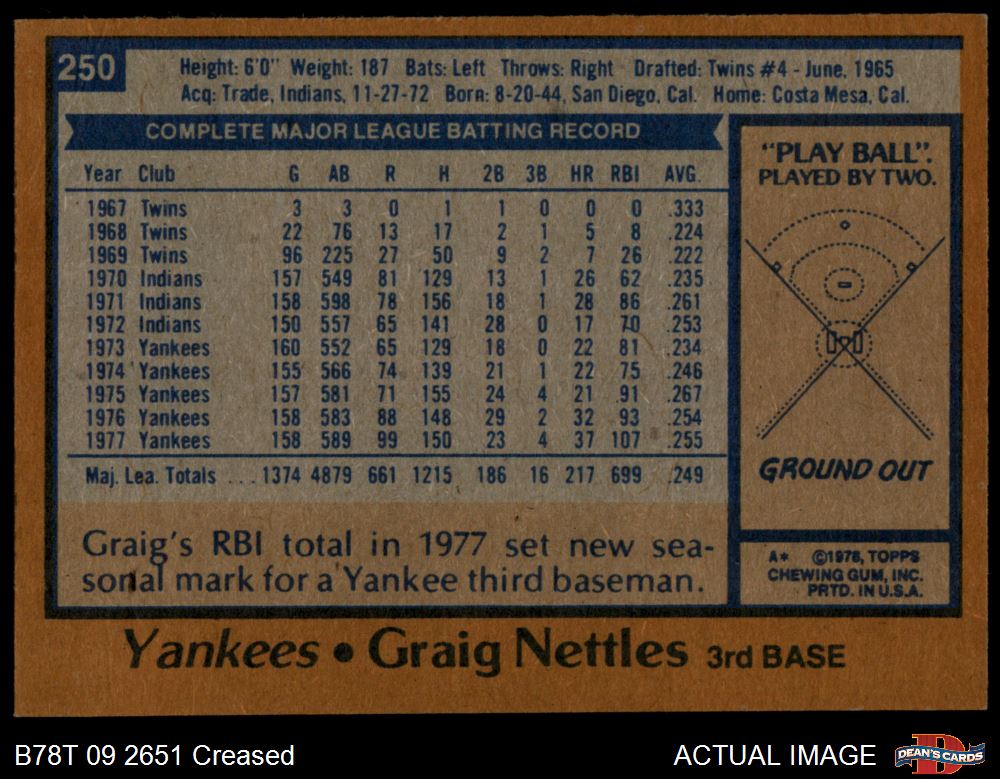 250
Height: 6'0" Weight: 187 Bats: Left Throws: Right Drafted: Twins #4 - June, 1965
Acq: Trade, Indians, 11-27-72 Born: 8-20-44, San Diego, Cal. Home: Costa Mesa, Cal.
COMPLETE MAJOR LEAGUE BATTING RECORD
Year Club G AB R H 2B 3B HR RBI AVG.
1967 Twins 3 3 0 1 1 0 0 0 .333
1968 Twins 22 76 13 17 2 1 5 8 .224
1969 Twins 96 225 27 50 9 2 7 26 .222
1970 Indians 157 549 81 129 13 1 26 62 .235
1971 Indians 158 598 78 156 18 1 28 86 .261
1972 Indians 150 557 65 141 28 0 17 70 .253
1973 Yankees 160 552 65 129 18 0 22 81 .234
1974 Yankees 155 566 74 139 21 1 22 75 .246
1975 Yankees 157 581 71 155 24 4 21 91 .267
1976 Yankees 158 583 88 148 29 2 32 93 .254
1977 Yankees 158 589 99 150 23 4 37 107 .255
Maj. Lea. Totals ... 1374 4879 661 1215 186 16 217 699 .249
Graig's RBI total in 1977 set new sea-
sonal mark for a Yankee third baseman.
"PLAY BALL".
PLAYED BY TWO.
GROUND OUT
A* ©1978, TOPPS
CHEWING GUM, INC.
PRTD. IN U.S.A.
Yankees • Graig Nettles 3rd BASE
B78T 09 2651 Creased
ACTUAL IMAGE
DEAN'S CARDS